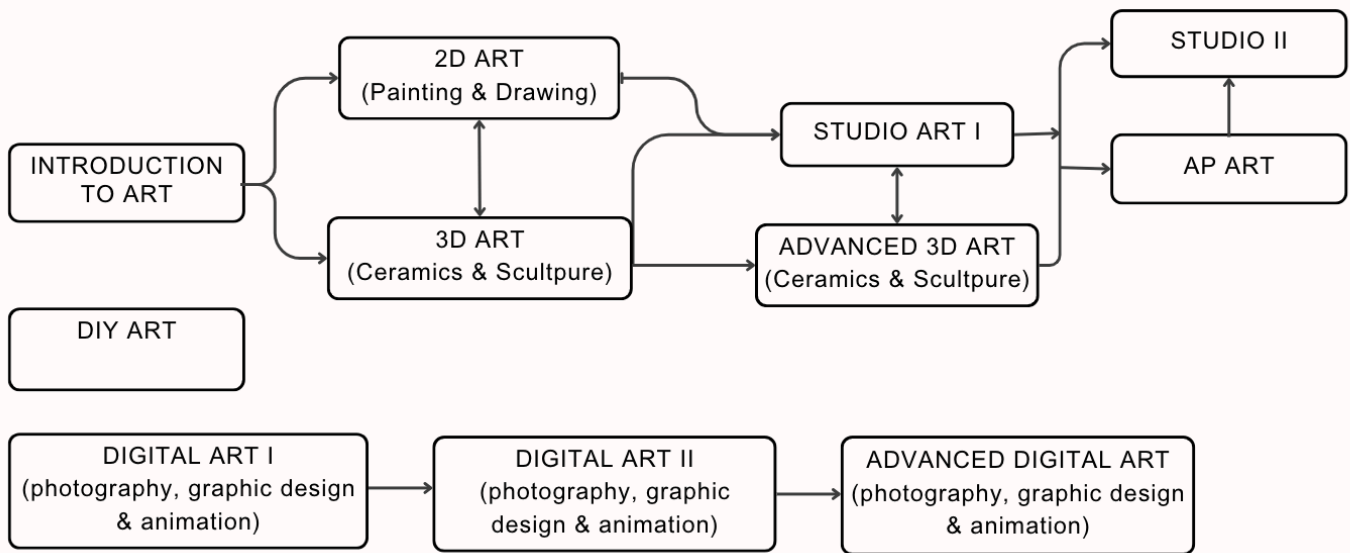 INTRODUCTION
TO ART
2D ART
(Painting & Drawing)
3D ART
(Ceramics & Scultpure)
STUDIO ART I
ADVANCED 3D ART
(Ceramics & Scultpure)
STUDIO II
AP ART
DIY ART
DIGITAL ART I
(photography, graphic design
& animation)
DIGITAL ART II
(photography, graphic
design & animation)
ADVANCED DIGITAL ART
(photography, graphic design
& animation)